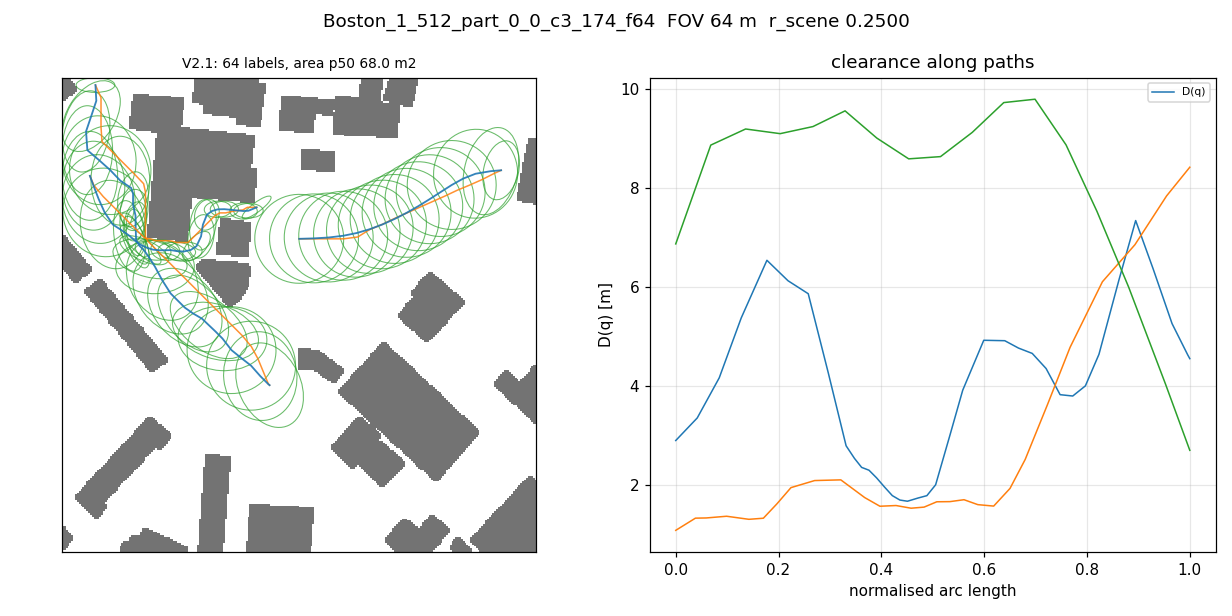 Boston_1_512_part_0_0_c3_174_f64  FOV 64 m  r_scene 0.2500
V2.1: 64 labels, area p50 68.0 m2
clearance along paths
D(q)
10
8
6
4
2
D(q) [m]
0.0 0.2 0.4 0.6 0.8 1.0
normalised arc length